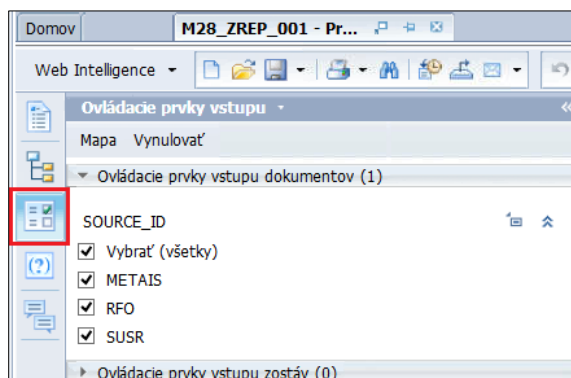 Domov M28_ZREP_001 - Pr...
Web Intelligence
Ovládacie prvky vstupu
Mapa Vynulovať
Ovládacie prvky vstupu dokumentov (1)
SOURCE_ID
Vybrať (všetky)
METAIS
RFO
SUSR
Ovládacie prvky vstupu zostáv (0)